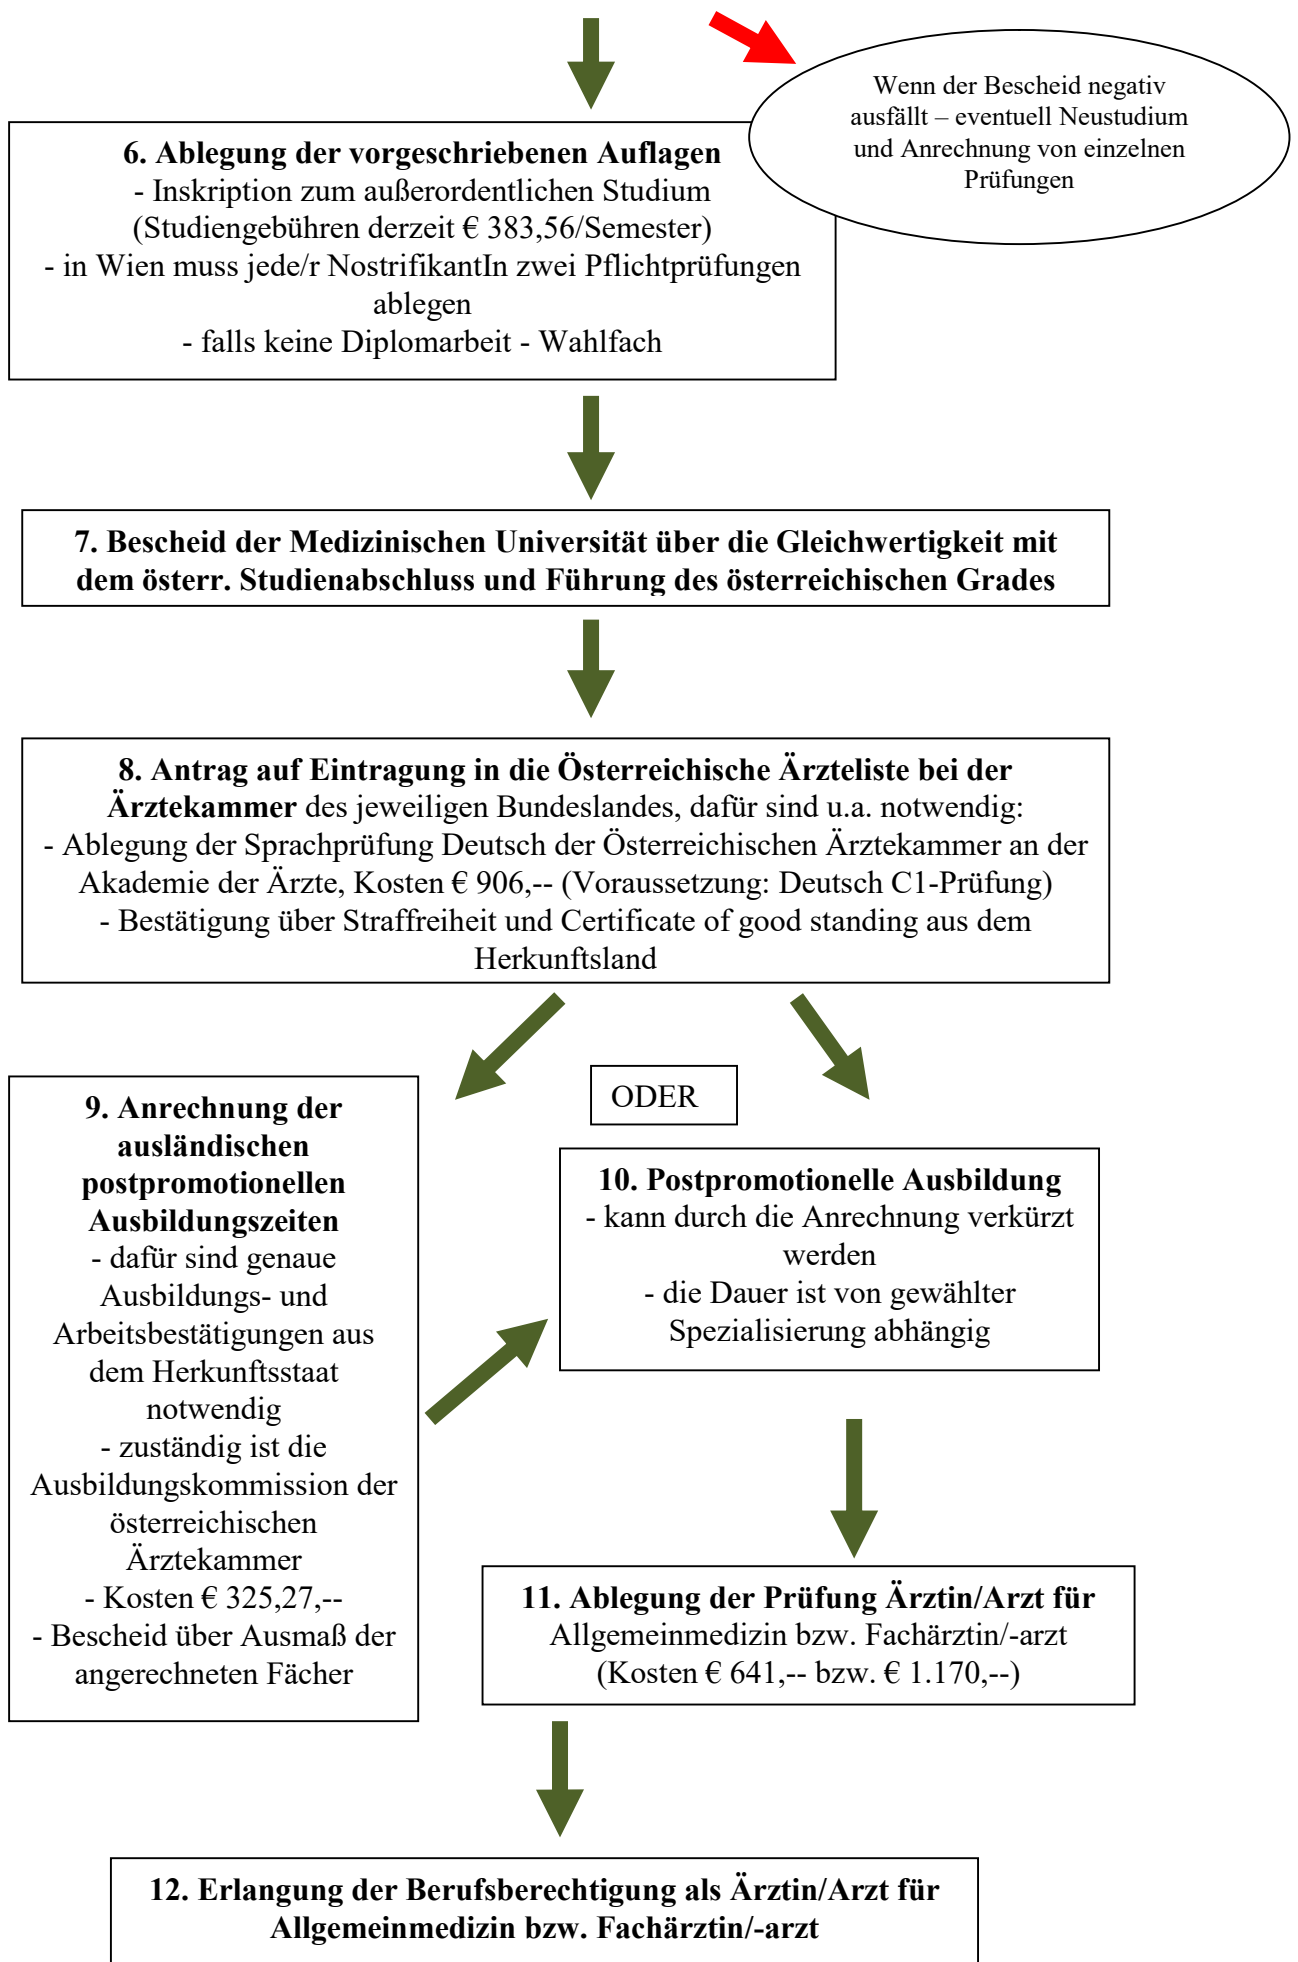 Wenn der Bescheid negativ
ausfällt – eventuell Neustudium
und Anrechnung von einzelnen
Prüfungen
6. Ablegung der vorgeschriebenen Auflagen
- Inskription zum außerordentlichen Studium
(Studiengebühren derzeit € 383,56/Semester)
- in Wien muss jede/r NostrifikantIn zwei Pflichtprüfungen
ablegen
- falls keine Diplomarbeit - Wahlfach
7. Bescheid der Medizinischen Universität über die Gleichwertigkeit mit
dem österr. Studienabschluss und Führung des österreichischen Grades
8. Antrag auf Eintragung in die Österreichische Ärzteliste bei der
Ärztekammer des jeweiligen Bundeslandes, dafür sind u.a. notwendig:
- Ablegung der Sprachprüfung Deutsch der Österreichischen Ärztekammer an der
Akademie der Ärzte, Kosten € 906,-- (Voraussetzung: Deutsch C1-Prüfung)
- Bestätigung über Straffreiheit und Certificate of good standing aus dem
Herkunftsland
ODER
9. Anrechnung der
ausländischen
postpromotionellen
Ausbildungszeiten
- dafür sind genaue
Ausbildungs- und
Arbeitsbestätigungen aus
dem Herkunftsstaat
notwendig
- zuständig ist die
Ausbildungskommission der
österreichischen
Ärztekammer
- Kosten € 325,27,--
- Bescheid über Ausmaß der
angerechneten Fächer
10. Postpromotionelle Ausbildung
- kann durch die Anrechnung verkürzt
werden
- die Dauer ist von gewählter
Spezialisierung abhängig
11. Ablegung der Prüfung Ärztin/Arzt für
Allgemeinmedizin bzw. Fachärztin/-arzt
(Kosten € 641,-- bzw. € 1.170,--)
12. Erlangung der Berufsberechtigung als Ärztin/Arzt für
Allgemeinmedizin bzw. Fachärztin/-arzt